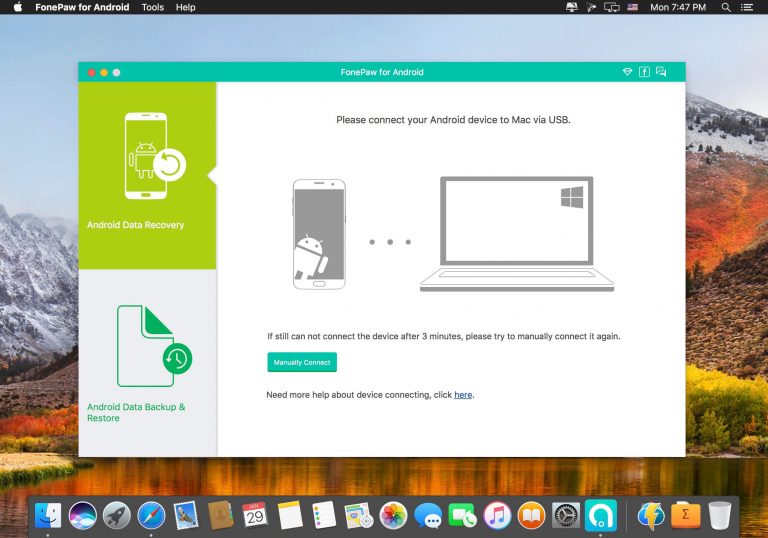 FonePaw for Android Tools Help Mon 7:47 PM
FonePaw for Android
Please connect your Android device to Mac via USB.
Android Data Recovery
If still can not connect the device after 3 minutes, please try to manually connect it again.
Manually Connect
Need more help about device connecting, click here.
Android Data Backup &
Restore
JAN
29